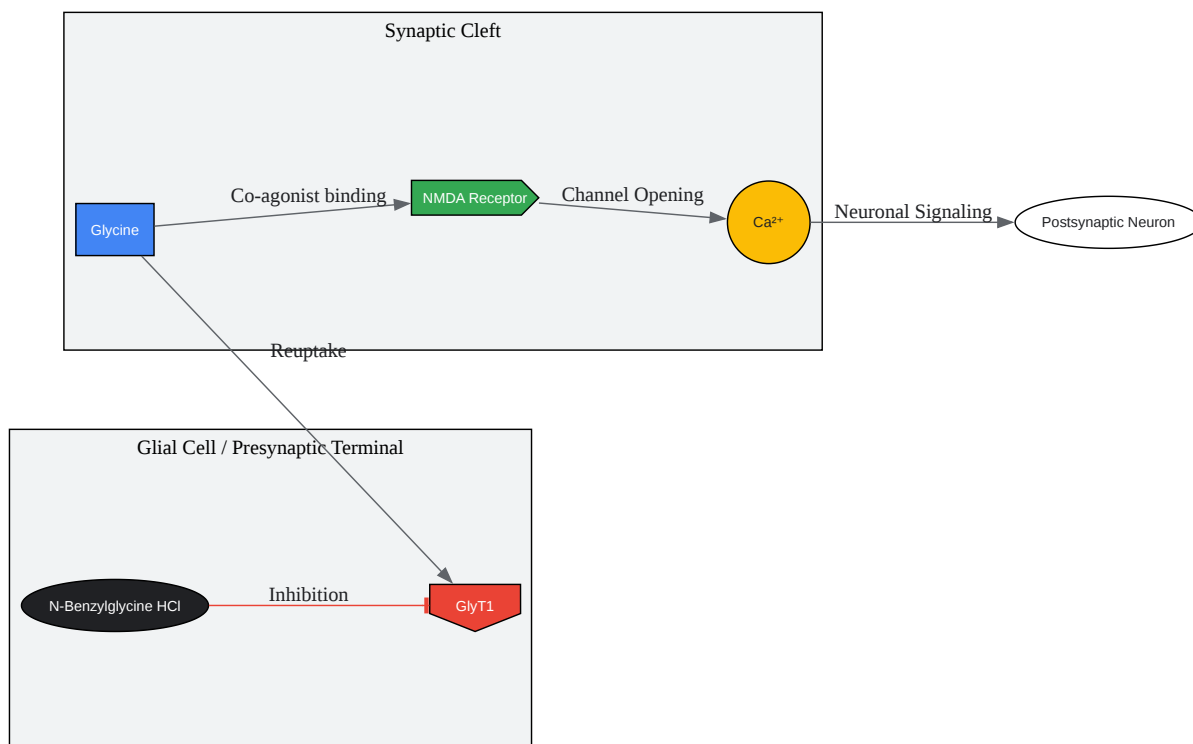 Synaptic Cleft
Glycine
Co-agonist binding
NMDA Receptor
Channel Opening
Ca²⁺
Neuronal Signaling
Postsynaptic Neuron
Reuptake
Glial Cell / Presynaptic Terminal
N-Benzylglycine HCl
Inhibition
GlyT1